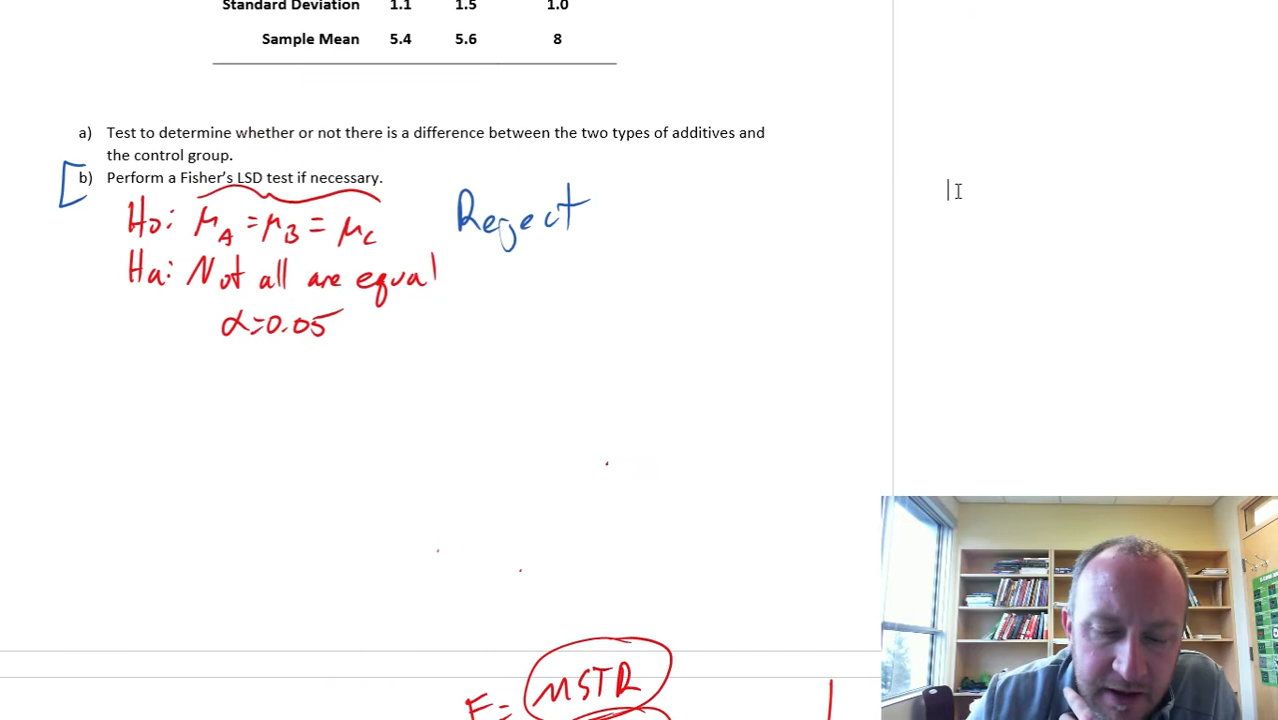 Standard Deviation 1.1 1.5 1.0
Sample Mean 5.4 5.6 8
a) Test to determine whether or not there is a difference between the two types of additives and
the control group.
b) Perform a Fisher's LSD test if necessary.
Ho: μA = μB = μC Reject
Ha: Not all are equal
α=0.05
F= MSTR